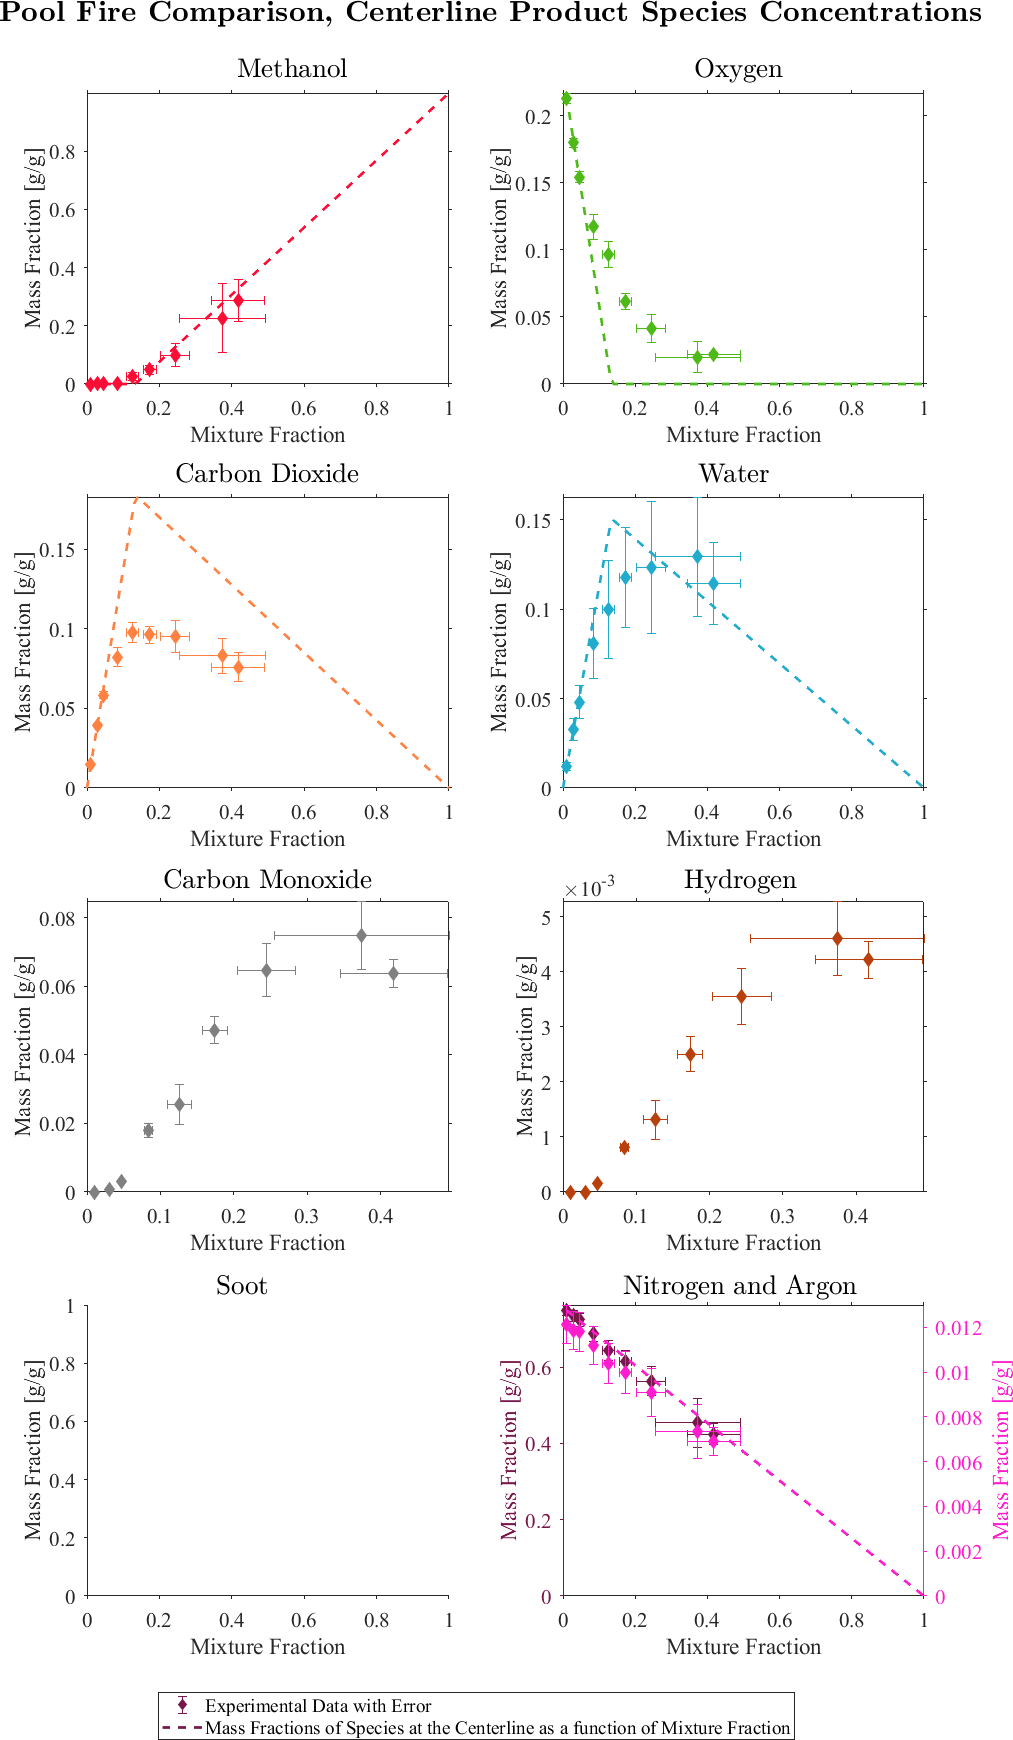 Pool Fire Comparison, Centerline Product Species Concentrations
Methanol
Mass Fraction [g/g]
0.8
0.6
0.4
0.2
0
0 0.2 0.4 0.6 0.8 1
Mixture Fraction
Oxygen
Mass Fraction [g/g]
0.2
0.15
0.1
0.05
0
0 0.2 0.4 0.6 0.8 1
Mixture Fraction
Carbon Dioxide
Mass Fraction [g/g]
0.15
0.1
0.05
0
0 0.2 0.4 0.6 0.8 1
Mixture Fraction
Water
Mass Fraction [g/g]
0.15
0.1
0.05
0
0 0.2 0.4 0.6 0.8 1
Mixture Fraction
Carbon Monoxide
Mass Fraction [g/g]
0.08
0.06
0.04
0.02
0
0 0.1 0.2 0.3 0.4
Mixture Fraction
Hydrogen
×10-3
Mass Fraction [g/g]
5
4
3
2
1
0
0 0.1 0.2 0.3 0.4
Mixture Fraction
Soot
Mass Fraction [g/g]
1
0.8
0.6
0.4
0.2
0
0 0.2 0.4 0.6 0.8 1
Mixture Fraction
Nitrogen and Argon
Mass Fraction [g/g]
0.6
0.4
0.2
0
0.012
0.01
0.008
0.006
0.004
0.002
0
Mass Fraction [g/g]
0 0.2 0.4 0.6 0.8 1
Mixture Fraction
Experimental Data with Error
Mass Fractions of Species at the Centerline as a function of Mixture Fraction